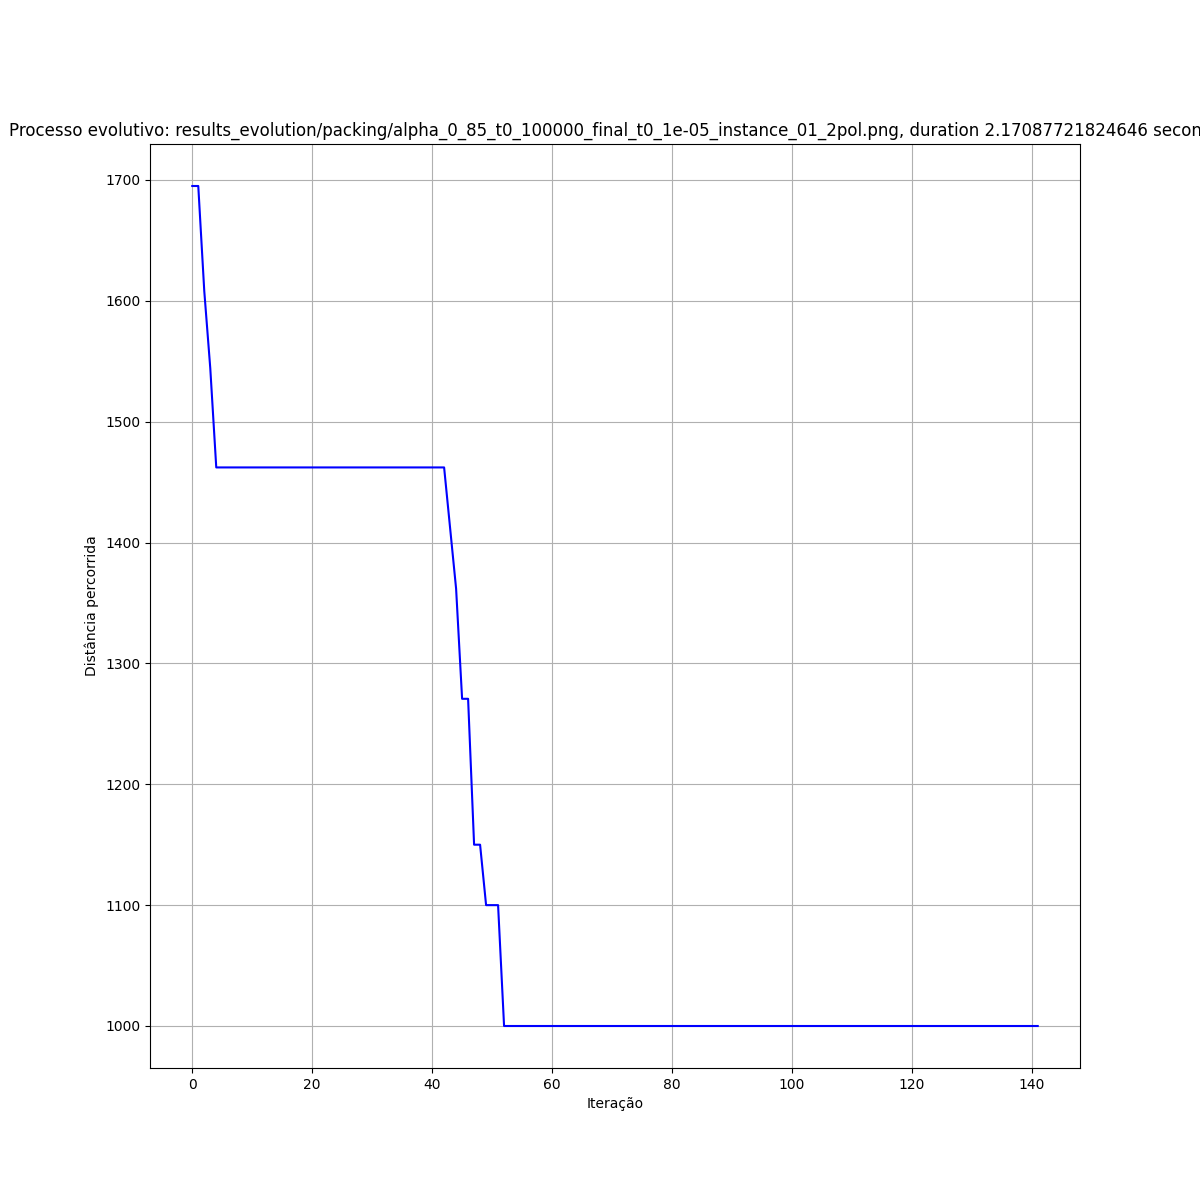 Processo evolutivo: results_evolution/packing/alpha_0_85_t0_100000_final_t0_1e-05_instance_01_2pol.png, duration 2.17087721824646 secon
1700
1600
1500
1400
1300
1200
1100
1000
Distância percorrida
0 20 40 60 80 100 120 140
Iteração